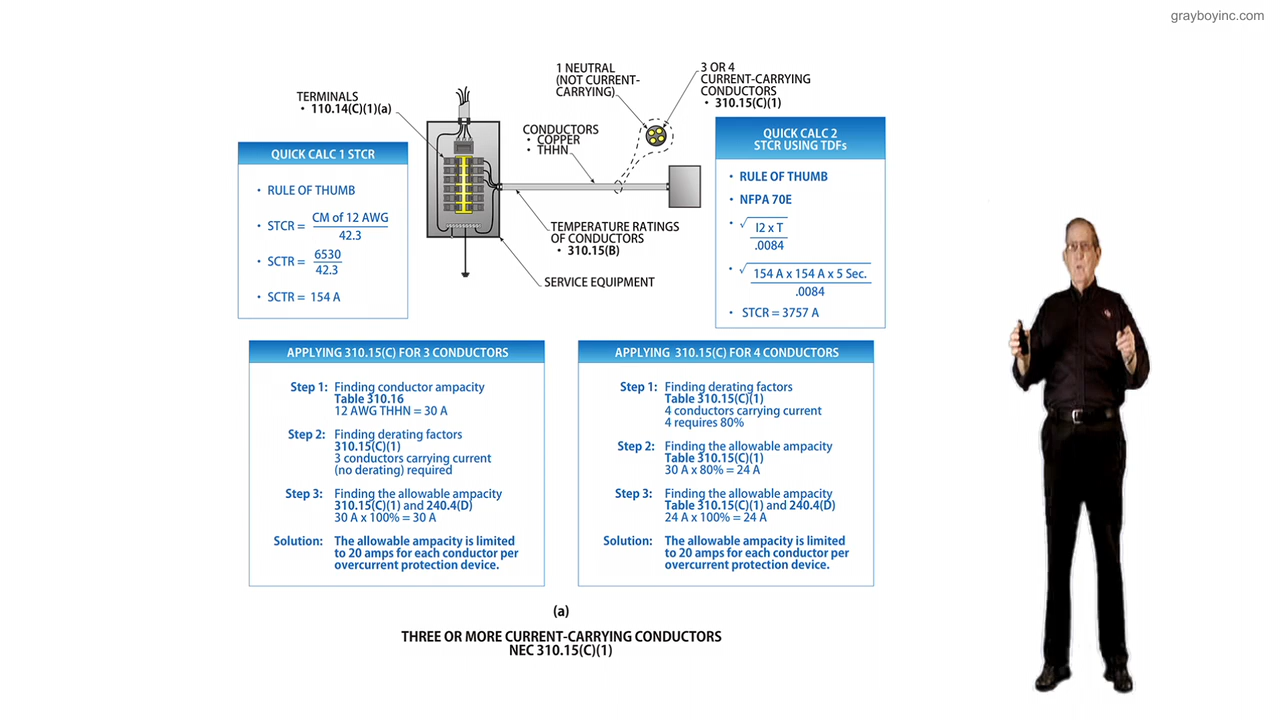 grayboyinc.com
1 NEUTRAL
(NOT CURRENT-
CARRYING)
3 OR 4
CURRENT-CARRYING
CONDUCTORS
• 310.15(C)(1)
TERMINALS
• 110.14(C)(1)(a)
CONDUCTORS
• COPPER
• THHN
TEMPERATURE RATINGS
OF CONDUCTORS
• 310.15(B)
SERVICE EQUIPMENT
QUICK CALC 1 STCR
• RULE OF THUMB
• STCR = CM of 12 AWG
42.3
• SCTR = 6530
42.3
• SCTR = 154 A
QUICK CALC 2
STCR USING TDFs
• RULE OF THUMB
• NFPA 70E
• √ I2 x T
.0084
• √ 154 A x 154 A x 5 Sec.
.0084
• STCR = 3757 A
APPLYING 310.15(C) FOR 3 CONDUCTORS
Step 1: Finding conductor ampacity
Table 310.16
12 AWG THHN = 30 A
Step 2: Finding derating factors
310.15(C)(1)
3 conductors carrying current
(no derating) required
Step 3: Finding the allowable ampacity
310.15(C)(1) and 240.4(D)
30 A x 100% = 30 A
Solution: The allowable ampacity is limited
to 20 amps for each conductor per
overcurrent protection device.
APPLYING 310.15(C) FOR 4 CONDUCTORS
Step 1: Finding derating factors
Table 310.15(C)(1)
4 conductors carrying current
4 requires 80%
Step 2: Finding the allowable ampacity
Table 310.15(C)(1)
30 A x 80% = 24 A
Step 3: Finding the allowable ampacity
Table 310.15(C)(1) and 240.4(D)
24 A x 100% = 24 A
Solution: The allowable ampacity is limited
to 20 amps for each conductor per
overcurrent protection device.
(a)
THREE OR MORE CURRENT-CARRYING CONDUCTORS
NEC 310.15(C)(1)